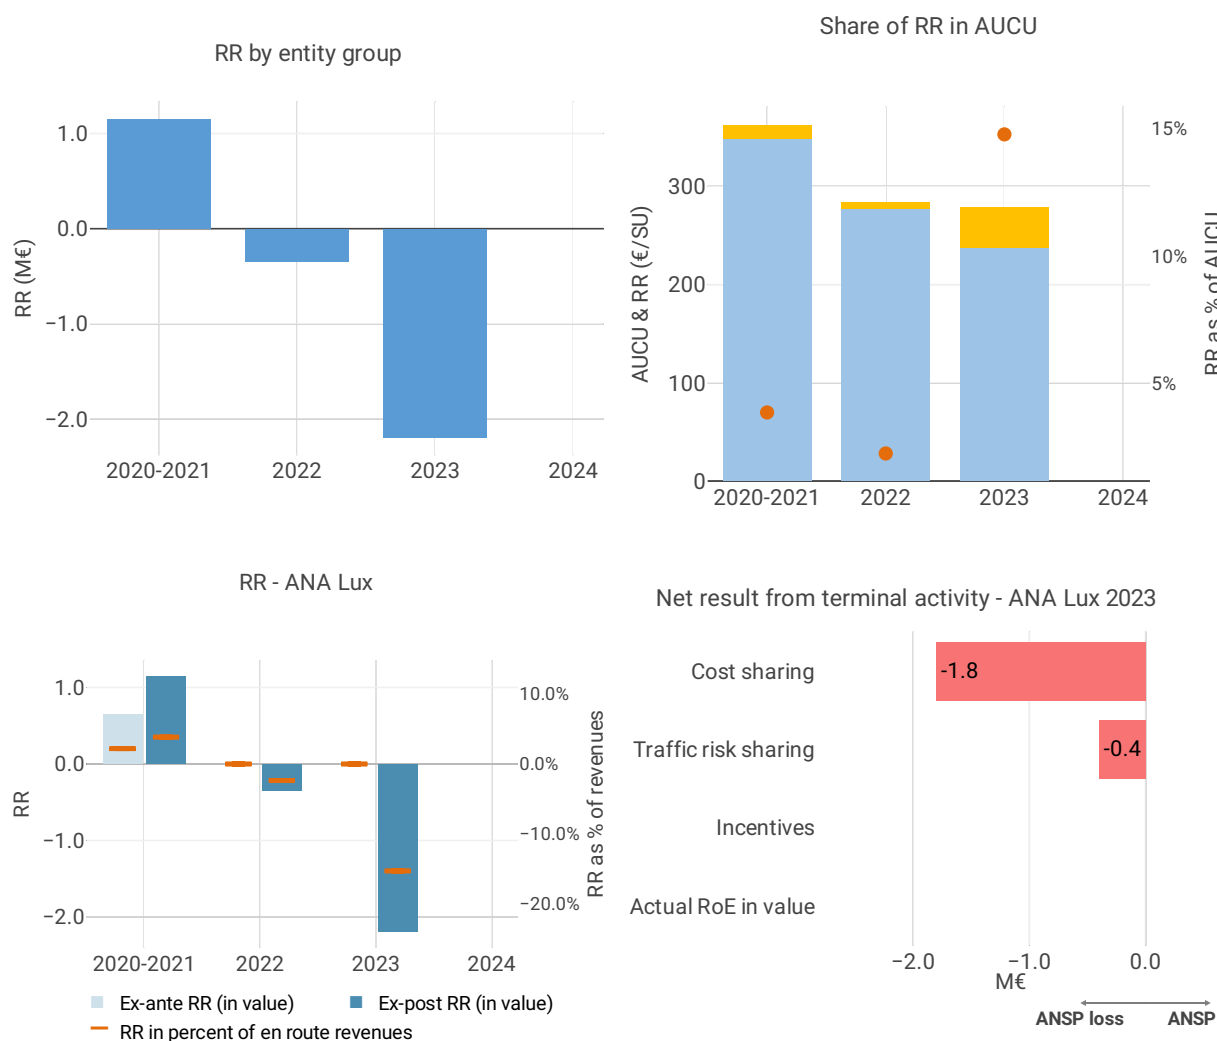 RR by entity group
RR (M€)
1.0
0.0
−1.0
−2.0
2020-2021
2022
2023
2024
Share of RR in AUCU
AUCU & RR (€/SU)
300
200
100
0
15%
10%
5%
RR as % of AUCU
2020-2021
2022
2023
2024
RR - ANA Lux
RR
1.0
0.0
−1.0
−2.0
10.0%
0.0%
−10.0%
−20.0%
RR as % of revenues
2020-2021
2022
2023
2024
Ex-ante RR (in value)
Ex-post RR (in value)
RR in percent of en route revenues
Net result from terminal activity - ANA Lux 2023
Cost sharing
-1.8
Traffic risk sharing
-0.4
Incentives
Actual RoE in value
−2.0
−1.0
0.0
M€
ANSP loss
ANSP